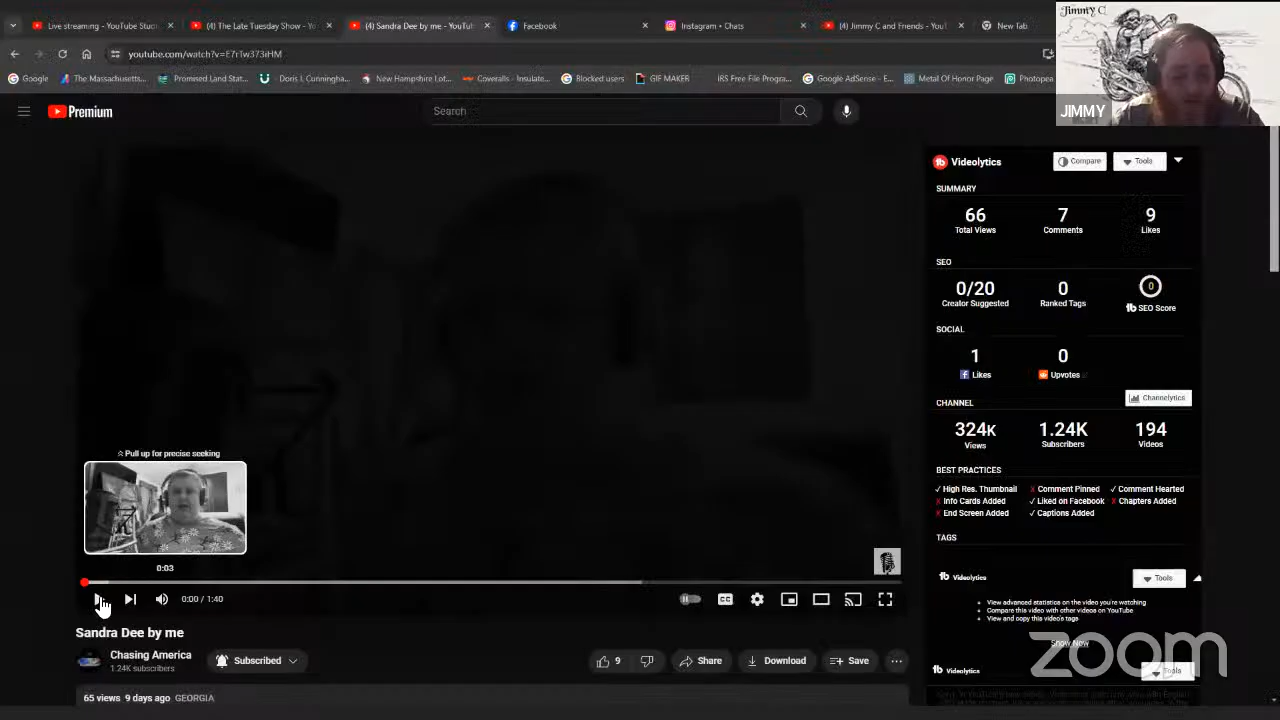 Live streaming - YouTube Studi
(4) The Late Tuesday Show - Yo
(4) Sandra Dee by me - YouTube
Faceb
Instagram • Cha
(4) Jimmy C and friends - YouT
New Tab
Jimmy C.
youtube.com/watch?v=E7rTw373iHM
Google
The Massachusetts...
Promised Land Stat...
Doris L Cunningha...
New Hampshire Lot...
Coveralls - Insulate...
Blocked users
GIF MAKER
IRS Free File Progra...
Google AdSense - E...
Metal Of Honor Page
Photopea
JIMMY
Premium
Search
Videolytics
Compare
Tools
SUMMARY
66 7 9
Total Views Comments Likes
SEO
0/20 0 0
Creator Suggested Ranked Tags SEO Score
SOCIAL
1 0
Likes Upvotes
CHANNEL Channelytics
324K 1.24K 194
Views Subscribers Videos
BEST PRACTICES
✓ High Res. Thumbnail ✗ Comment Pinned ✓ Comment Hearted
✗ Info Cards Added ✓ Liked on Facebook ✗ Chapters Added
✗ End Screen Added ✓ Captions Added
TAGS
Videolytics Tools
View advanced statistics on the video you're watching
Compare this video with other videos on YouTube
View and copy this video's tags
Show Now
Videolytics Tools
Pull up for precise seeking
0:03
0:00 / 1:40
CC
Sandra Dee by me
Chasing America
1.24K subscribers
Subscribed
9
Share
Download
Save
65 views 9 days ago GEORGIA
zoom